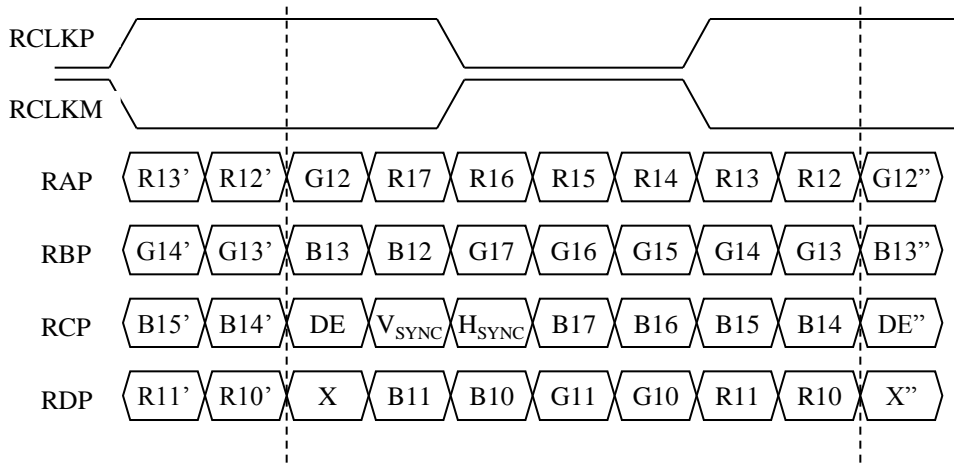 RCLKP
RCLKM
RAP R13’ R12’ G12 R17 R16 R15 R14 R13 R12 G12”
RBP G14’ G13’ B13 B12 G17 G16 G15 G14 G13 B13”
RCP B15’ B14’ DE VSYNC HSYNC B17 B16 B15 B14 DE”
RDP R11’ R10’ X B11 B10 G11 G10 R11 R10 X”